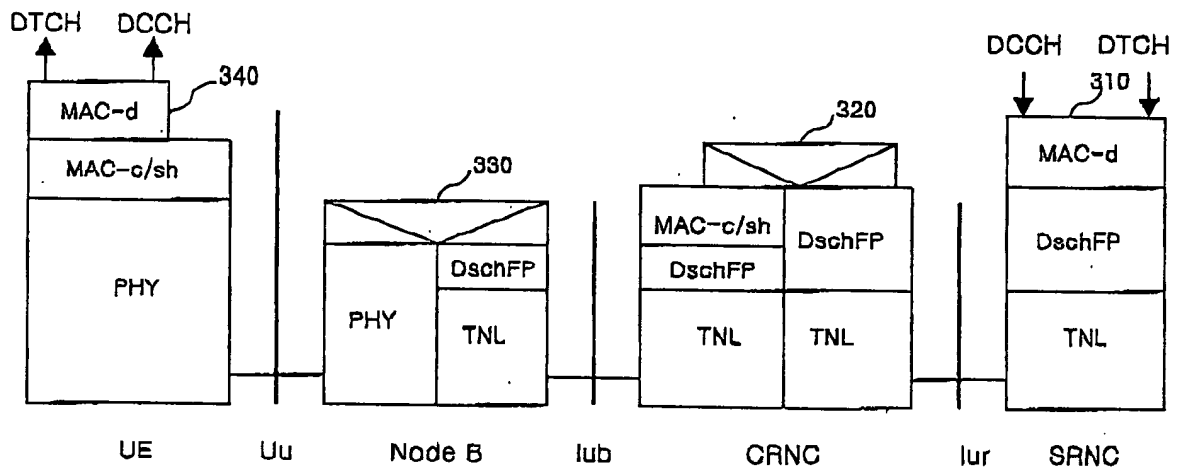 DTCH DCCH
340
MAC-d
MAC-c/sh
PHY
330
DschFP
PHY
TNL
320
MAC-c/sh
DschFP
DschFP
TNL
TNL
DCCH DTCH
310
MAC-d
DschFP
TNL
UE Uu Node B Iub CRNC Iur SRNC